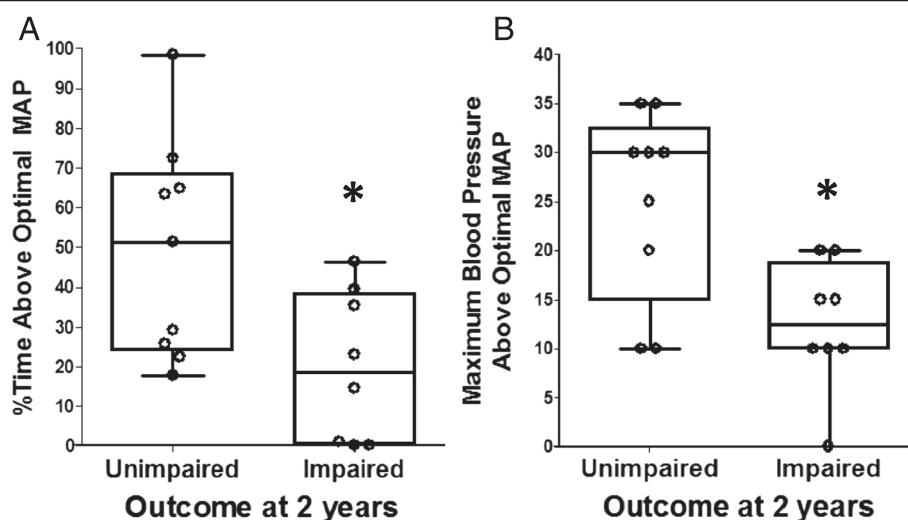 A
%Time Above Optimal MAP
100
90
80
70
60
50
40
30
20
10
0
*
Unimpaired Impaired
Outcome at 2 years
B
Maximum Blood Pressure
Above Optimal MAP
40
35
30
25
20
15
10
5
0
*
Unimpaired Impaired
Outcome at 2 years